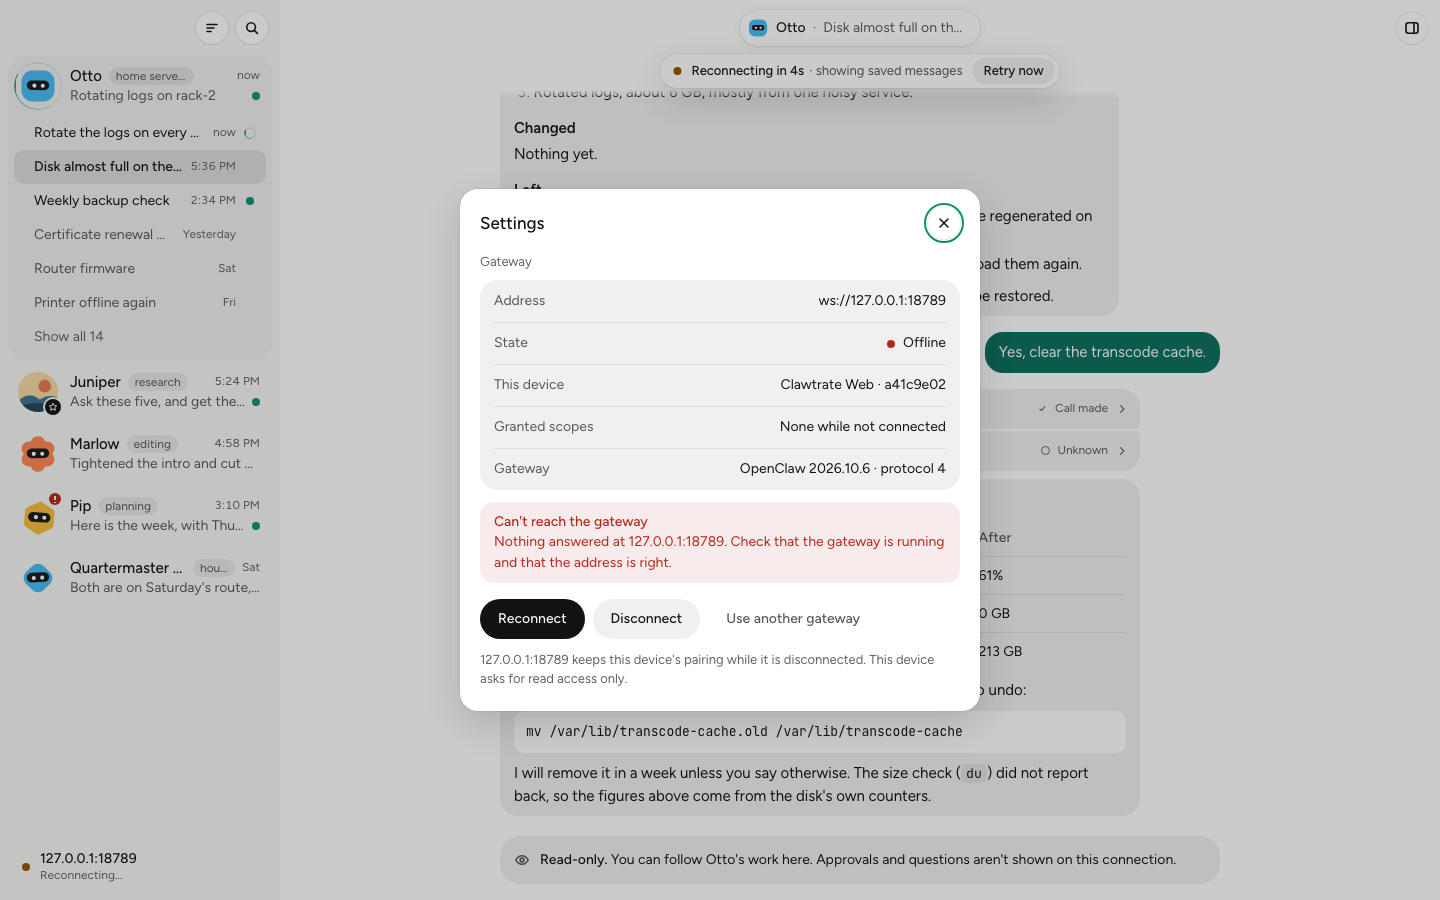 Otto · Disk almost full on th...
Reconnecting in 4s · showing saved messages Retry now
Otto home serve... now
Rotating logs on rack-2
Rotate the logs on every ... now
Disk almost full on the... 5:36 PM
Weekly backup check 2:34 PM
Certificate renewal ... Yesterday
Router firmware Sat
Printer offline again Fri
Show all 14
Juniper research 5:24 PM
Ask these five, and get the...
Marlow editing 4:58 PM
Tightened the intro and cut ...
Pip planning 3:10 PM
Here is the week, with Thu...
Quartermaster ... hou... Sat
Both are on Saturday's route,...
127.0.0.1:18789
Reconnecting...
3. Rotated logs, about 6 GB, mostly from one noisy service.
Changed
Nothing yet.
Left
e regenerated on
oad them again.
be restored.
Yes, clear the transcode cache.
Call made
Unknown
After
61%
0 GB
213 GB
o undo:
mv /var/lib/transcode-cache.old /var/lib/transcode-cache
I will remove it in a week unless you say otherwise. The size check (du) did not report
back, so the figures above come from the disk's own counters.
Read-only. You can follow Otto's work here. Approvals and questions aren't shown on this connection.
Settings
Gateway
Address ws://127.0.0.1:18789
State Offline
This device Clawtrate Web · a41c9e02
Granted scopes None while not connected
Gateway OpenClaw 2026.10.6 · protocol 4
Can't reach the gateway
Nothing answered at 127.0.0.1:18789. Check that the gateway is running
and that the address is right.
Reconnect Disconnect Use another gateway
127.0.0.1:18789 keeps this device's pairing while it is disconnected. This device
asks for read access only.